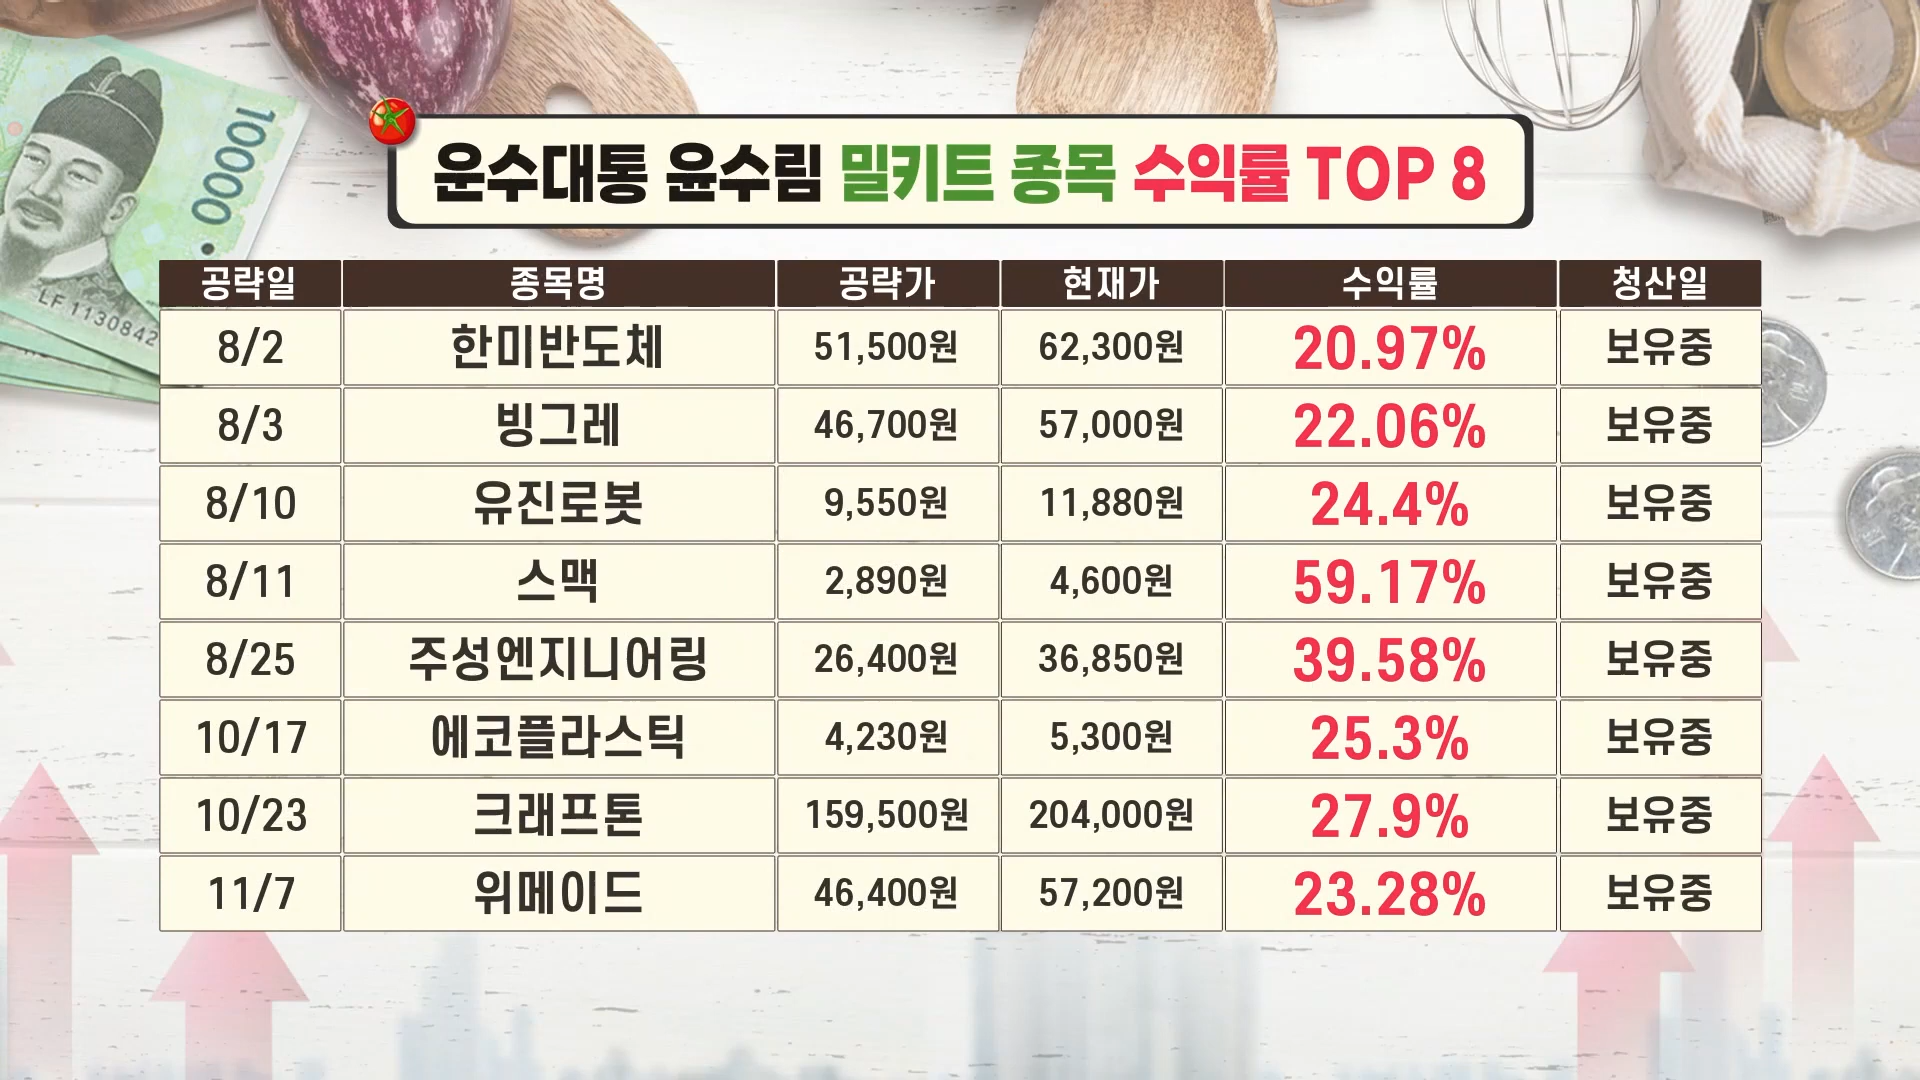 운수대통 윤수림 밀키트 종목 수익률 TOP 8
공략일 종목명 공략가 현재가 수익률 청산일
8/2 한미반도체 51,500원 62,300원 20.97% 보유중
8/3 빙그레 46,700원 57,000원 22.06% 보유중
8/10 유진로봇 9,550원 11,880원 24.4% 보유중
8/11 스맥 2,890원 4,600원 59.17% 보유중
8/25 주성엔지니어링 26,400원 36,850원 39.58% 보유중
10/17 에코플라스틱 4,230원 5,300원 25.3% 보유중
10/23 크래프톤 159,500원 204,000원 27.9% 보유중
11/7 위메이드 46,400원 57,200원 23.28% 보유중
10000
LF 1130842